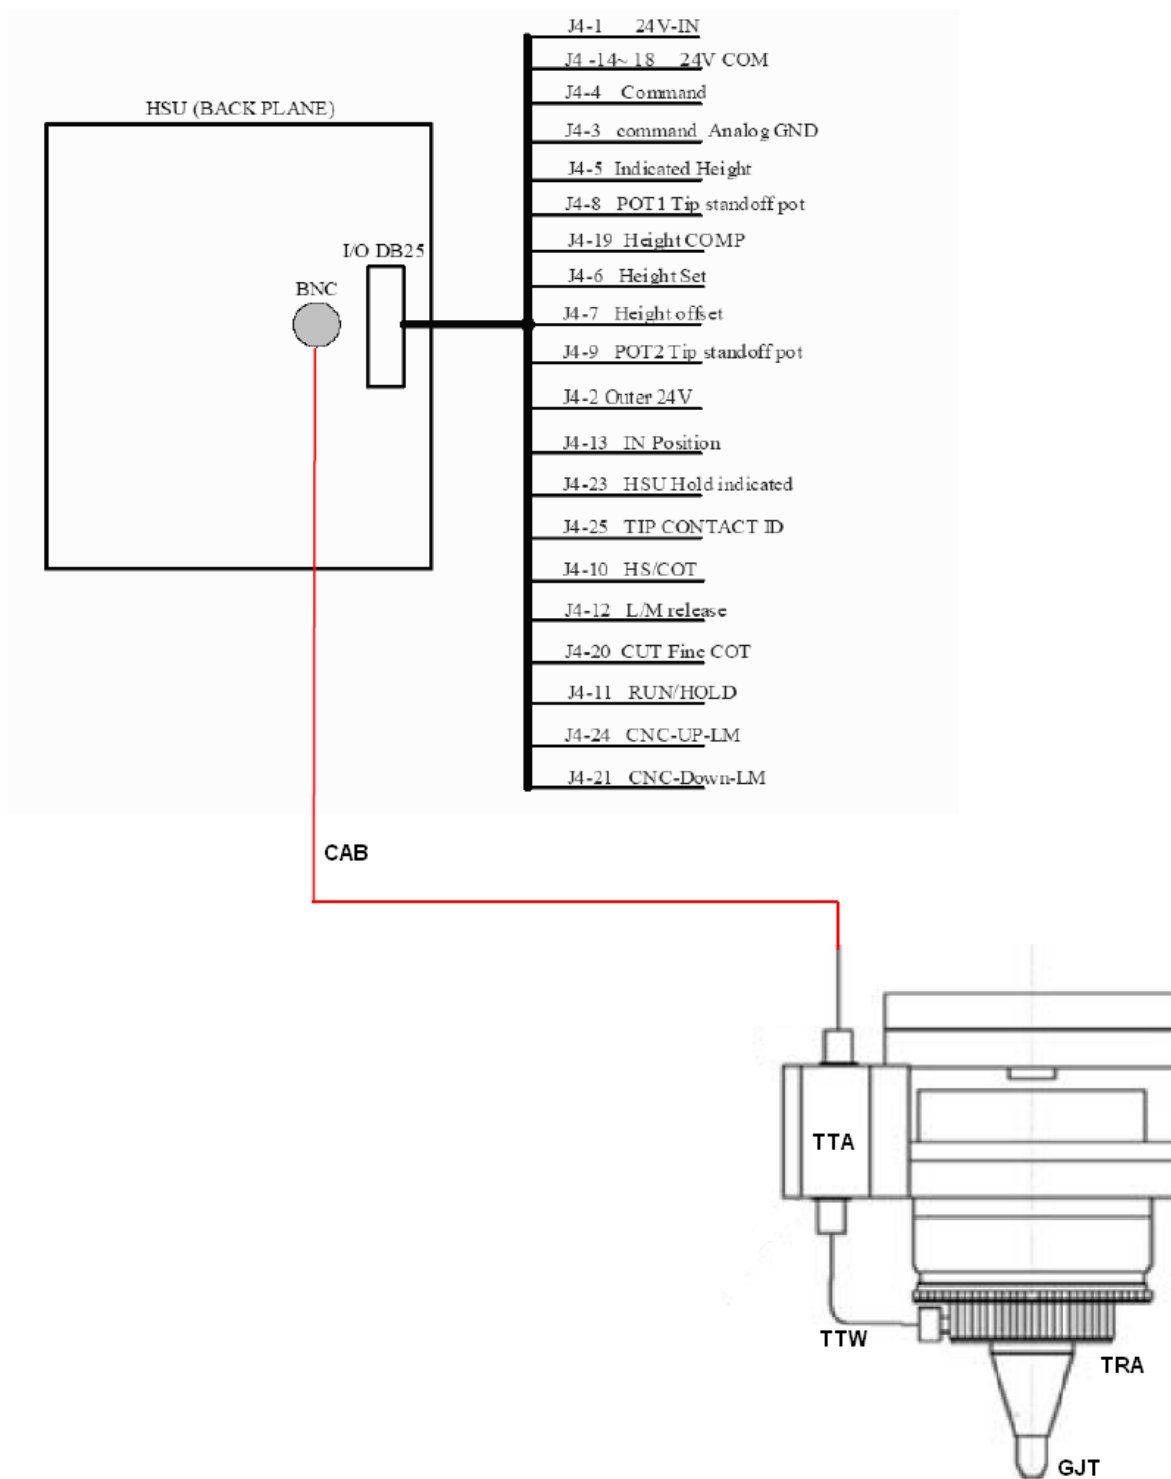 J4-1 24V-IN
J4 -14~ 18 24V COM
J4-4 Command
HSU (BACK PLANE)
J4-3 command Analog GND
J4-5 Indicated Height
J4-8 POT1 Tip standoff pot
J4-19 Height COMP
I/O DB25
J4-6 Height Set
BNC
J4-7 Height offset
J4-9 POT2 Tip standoff pot
J4-2 Outer 24V
J4-13 IN Position
J4-23 HSU Hold indicated
J4-25 TIP CONTACT ID
J4-10 HS/COT
J4-12 L/M release
J4-20 CUT Fine COT
J4-11 RUN/HOLD
J4-24 CNC-UP-LM
J4-21 CNC-Down-LM
CAB
TTA
TTW
TRA
GJT